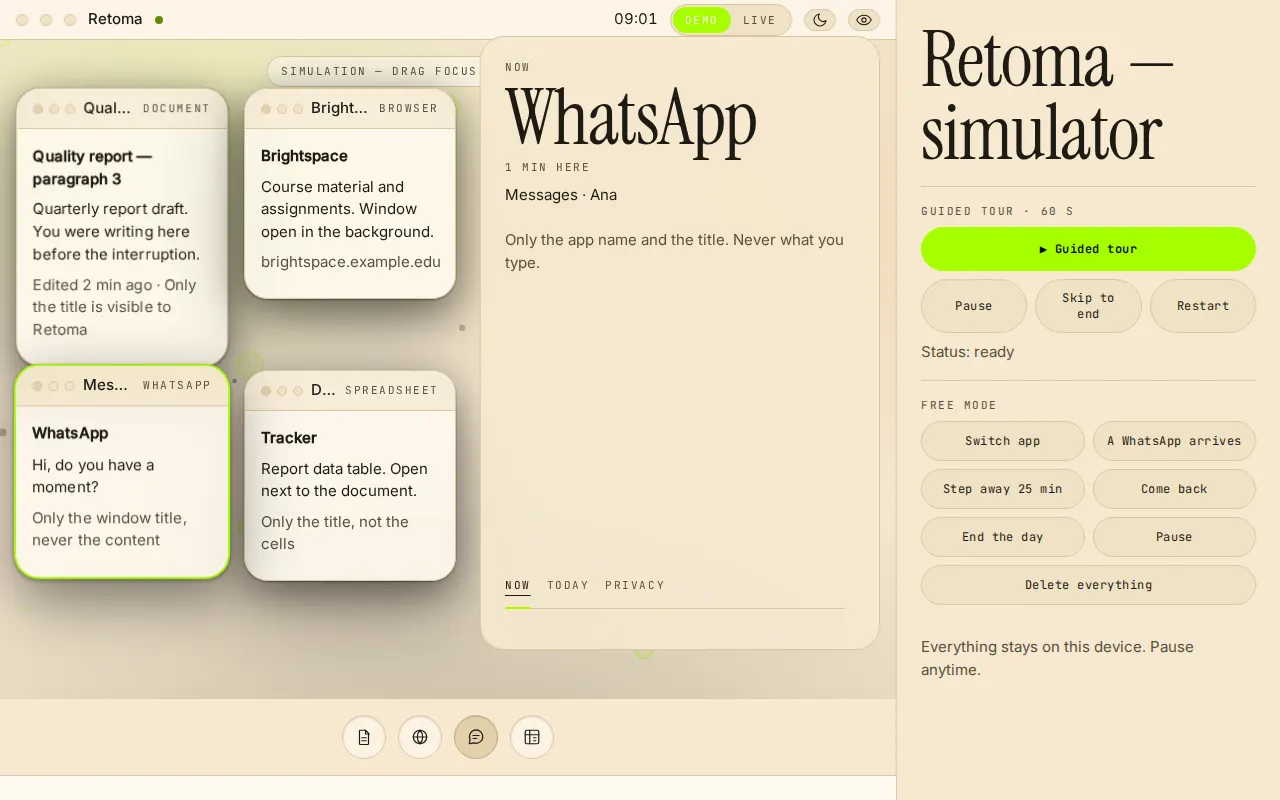 Retoma
09:01
DEMO
LIVE
SIMULATION — DRAG FOCUS
Qual...
DOCUMENT
Quality report —
paragraph 3
Quarterly report draft.
You were writing here
before the interruption.
Edited 2 min ago · Only
the title is visible to
Retoma
Bright...
BROWSER
Brightspace
Course material and
assignments. Window
open in the background.
brightspace.example.edu
Mes...
WHATSAPP
WhatsApp
Hi, do you have a
moment?
Only the window title,
never the content
D...
SPREADSHEET
Tracker
Report data table. Open
next to the document.
Only the title, not the
cells
NOW
WhatsApp
1 MIN HERE
Messages · Ana
Only the app name and the title. Never what you
type.
NOW
TODAY
PRIVACY
Retoma —
simulator
GUIDED TOUR · 60 S
▶ Guided tour
Pause
Skip to
end
Restart
Status: ready
FREE MODE
Switch app
A WhatsApp arrives
Step away 25 min
Come back
End the day
Pause
Delete everything
Everything stays on this device. Pause
anytime.